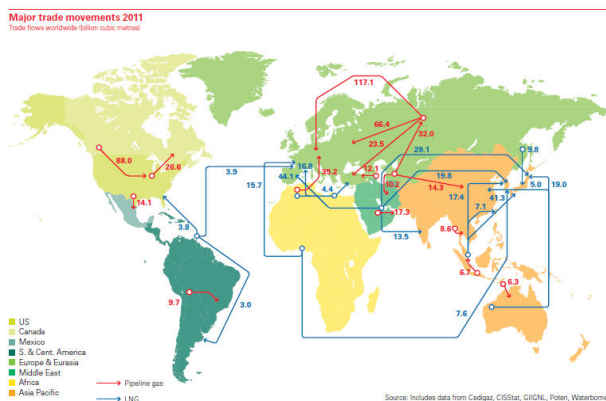 Major trade movements 2011
Trade flows worldwide (billion cubic metres)
117.1
66.4
32.0
23.5
88.0
26.6
3.9
16.8
35.2
12.1
29.1
9.8
15.7
44.1
4.4
10.2
14.3
19.8
17.4
5.0
19.0
14.1
17.3
41.3
7.1
3.8
13.5
8.6
6.7
6.3
9.7
3.0
7.6
US
Canada
Mexico
S. & Cent. America
Europe & Eurasia
Middle East
Africa
Asia Pacific
Pipeline gas
LNG
Source: Includes data from Cedigaz, CISStat, GIIGNL, Poten, Waterborne